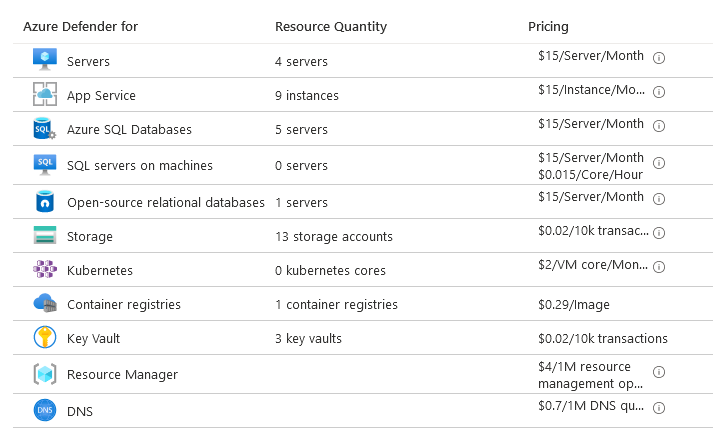 Azure Defender for Resource Quantity Pricing
Servers 4 servers $15/Server/Month
App Service 9 instances $15/Instance/Mo...
SQL Azure SQL Databases 5 servers $15/Server/Month
SQL SQL servers on machines 0 servers $15/Server/Month
$0.015/Core/Hour
Open-source relational databases 1 servers $15/Server/Month
Storage 13 storage accounts $0.02/10k transac...
Kubernetes 0 kubernetes cores $2/VM core/Mon...
Container registries 1 container registries $0.29/Image
Key Vault 3 key vaults $0.02/10k transactions
Resource Manager $4/1M resource
management op...
DNS DNS $0.7/1M DNS qu...